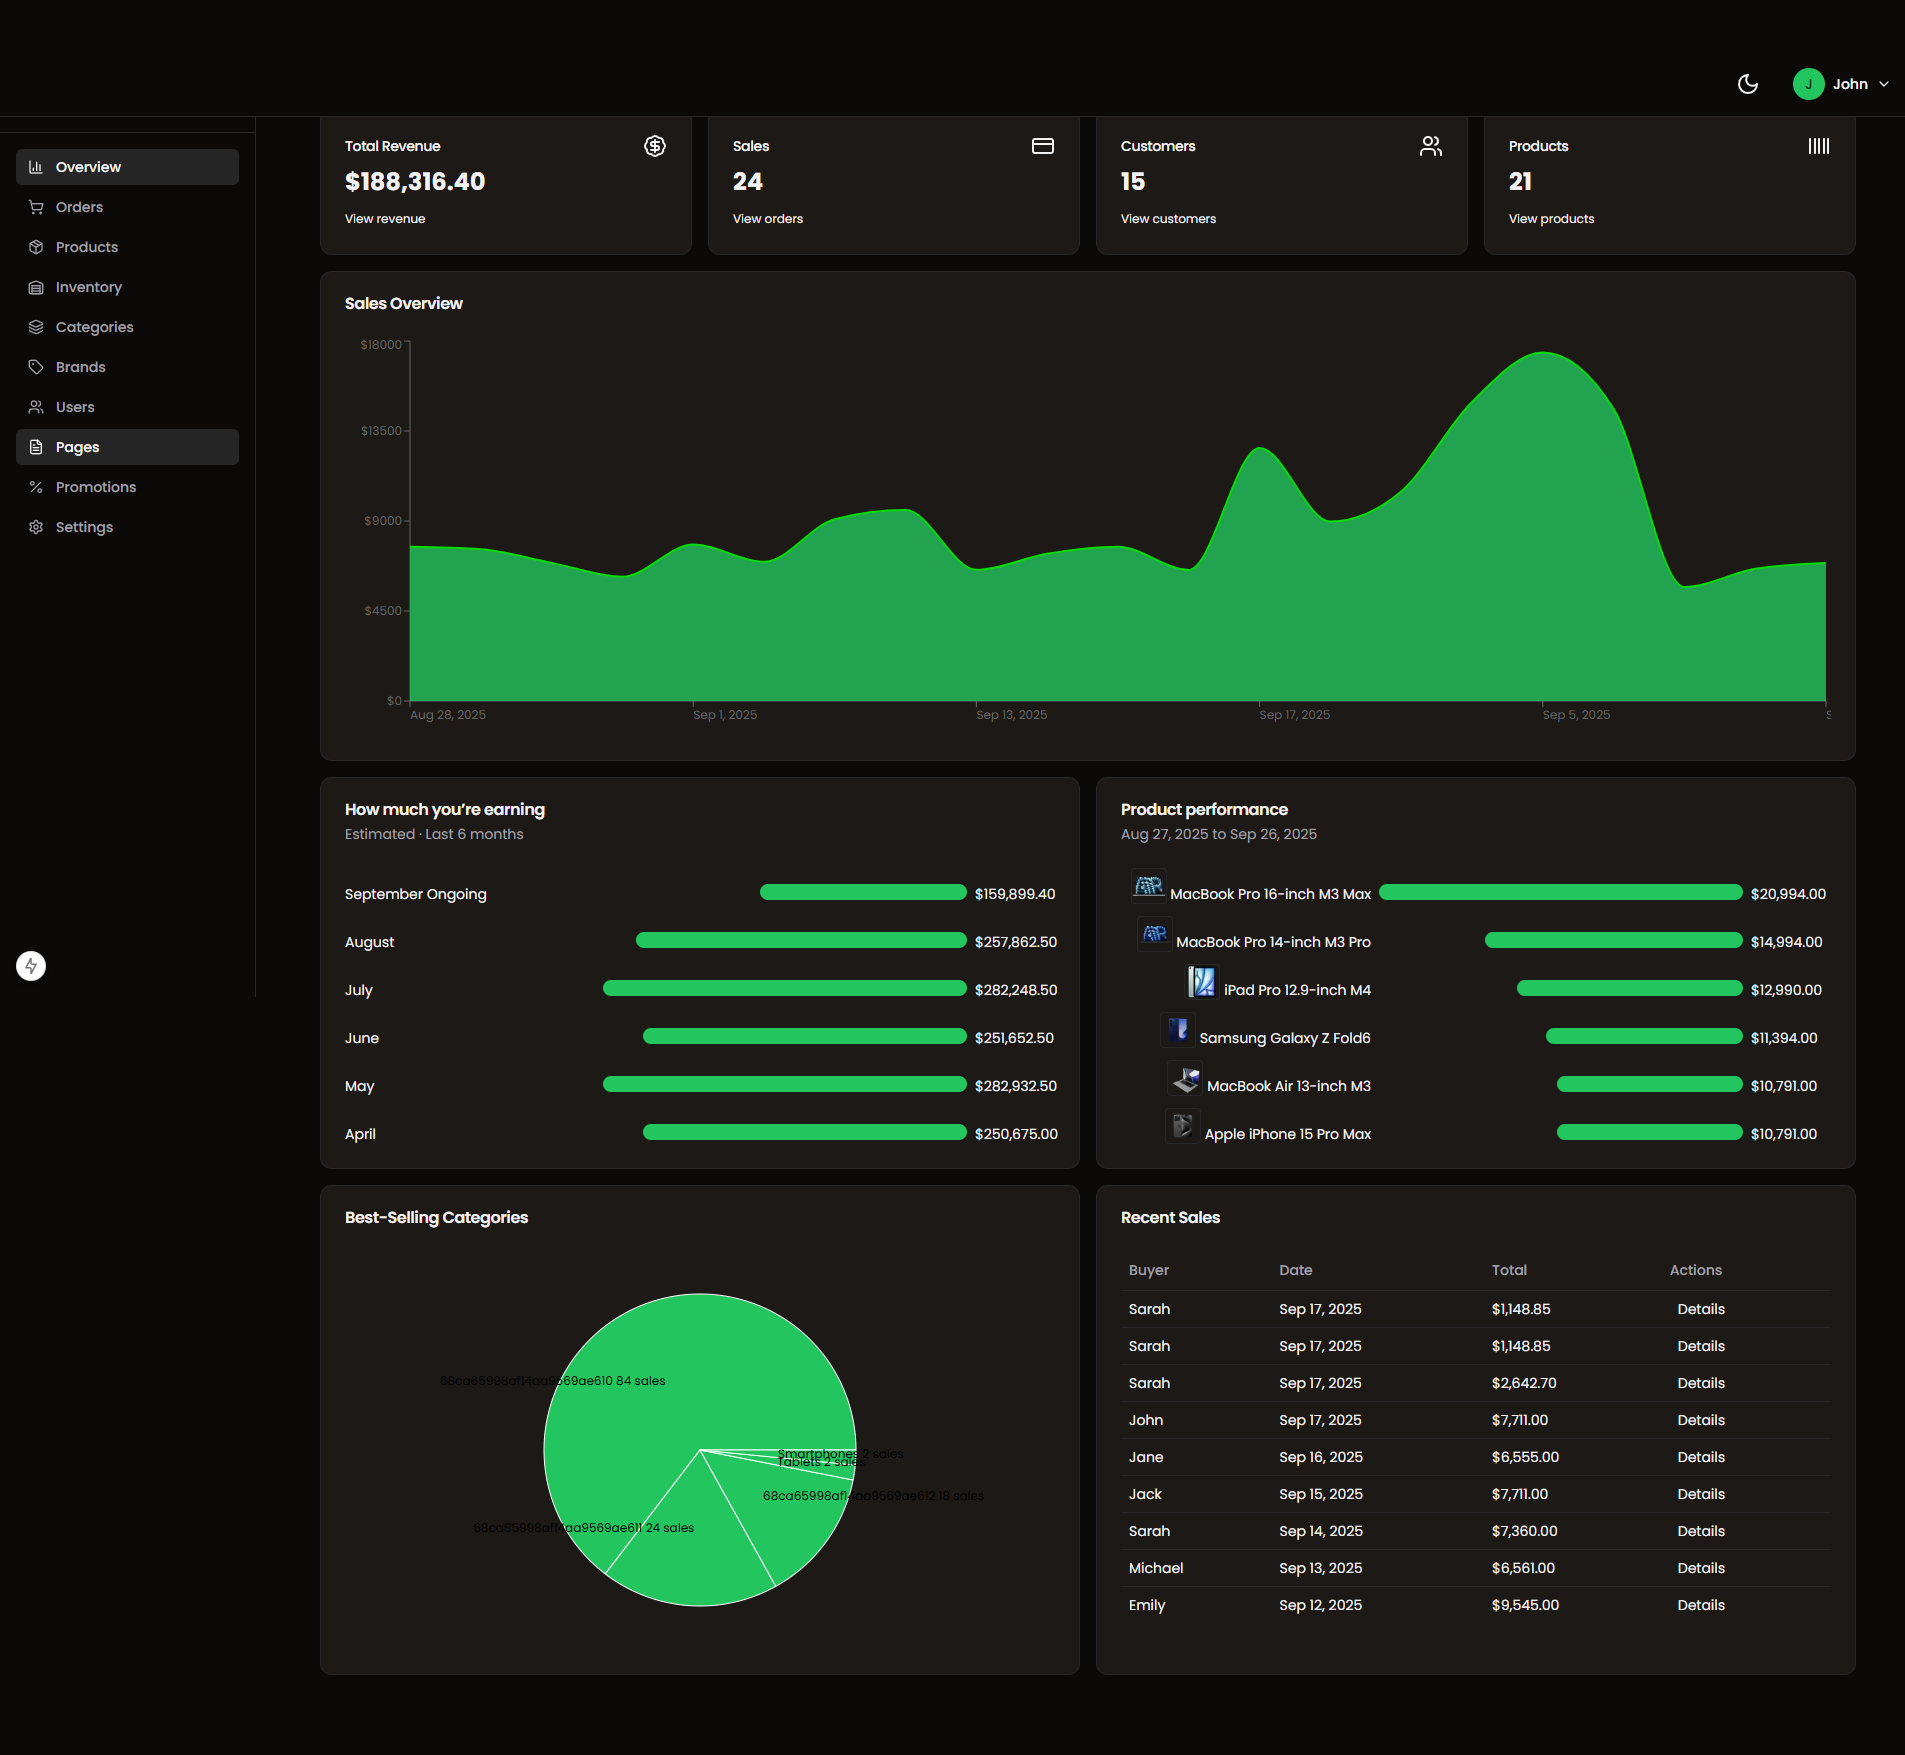 J John
Overview
Orders
Products
Inventory
Categories
Brands
Users
Pages
Promotions
Settings
Total Revenue
$188,316.40
View revenue
Sales
24
View orders
Customers
15
View customers
Products
21
View products
Sales Overview
$18000
$13500
$9000
$4500
$0
Aug 28, 2025 Sep 1, 2025 Sep 13, 2025 Sep 17, 2025 Sep 5, 2025
How much you’re earning
Estimated · Last 6 months
September Ongoing $159,899.40
August $257,862.50
July $282,248.50
June $251,652.50
May $282,932.50
April $250,675.00
Product performance
Aug 27, 2025 to Sep 26, 2025
MacBook Pro 16-inch M3 Max $20,994.00
MacBook Pro 14-inch M3 Pro $14,994.00
iPad Pro 12.9-inch M4 $12,990.00
Samsung Galaxy Z Fold6 $11,394.00
MacBook Air 13-inch M3 $10,791.00
Apple iPhone 15 Pro Max $10,791.00
Best-Selling Categories
68ca65998af14aa9569ae610 84 sales
Smartphones 2 sales
Tablets 2 sales
68ca65998af14aa9569ae612 18 sales
68ca65998af14aa9569ae611 24 sales
Recent Sales
Buyer Date Total Actions
Sarah Sep 17, 2025 $1,148.85 Details
Sarah Sep 17, 2025 $1,148.85 Details
Sarah Sep 17, 2025 $2,642.70 Details
John Sep 17, 2025 $7,711.00 Details
Jane Sep 16, 2025 $6,555.00 Details
Jack Sep 15, 2025 $7,711.00 Details
Sarah Sep 14, 2025 $7,360.00 Details
Michael Sep 13, 2025 $6,561.00 Details
Emily Sep 12, 2025 $9,545.00 Details